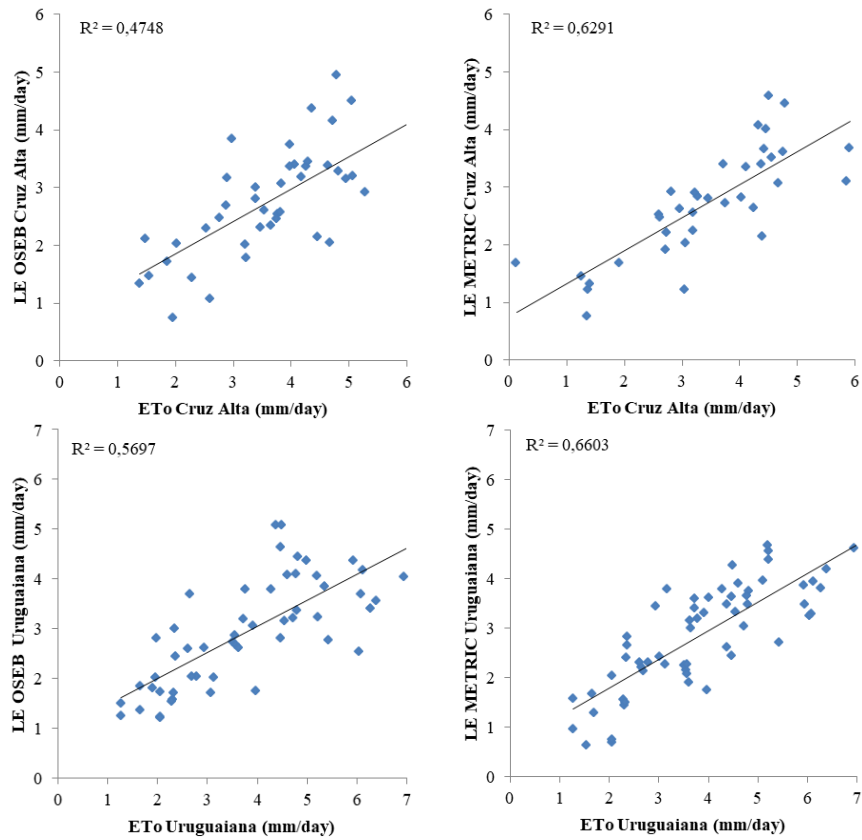 R² = 0,4748
LE OSEB Cruz Alta (mm/day)
6
5
4
3
2
1
0
0 1 2 3 4 5 6
ETo Cruz Alta (mm/day)
R² = 0,6291
LE METRIC Cruz Alta (mm/day)
6
5
4
3
2
1
0
0 1 2 3 4 5 6
ETo Cruz Alta (mm/day)
R² = 0,5697
LE OSEB Uruguaiana (mm/day)
7
6
5
4
3
2
1
0
0 1 2 3 4 5 6 7
ETo Uruguaiana (mm/day)
R² = 0,6603
LE METRIC Uruguaiana (mm/day)
7
6
5
4
3
2
1
0
0 1 2 3 4 5 6 7
ETo Uruguaiana (mm/day)